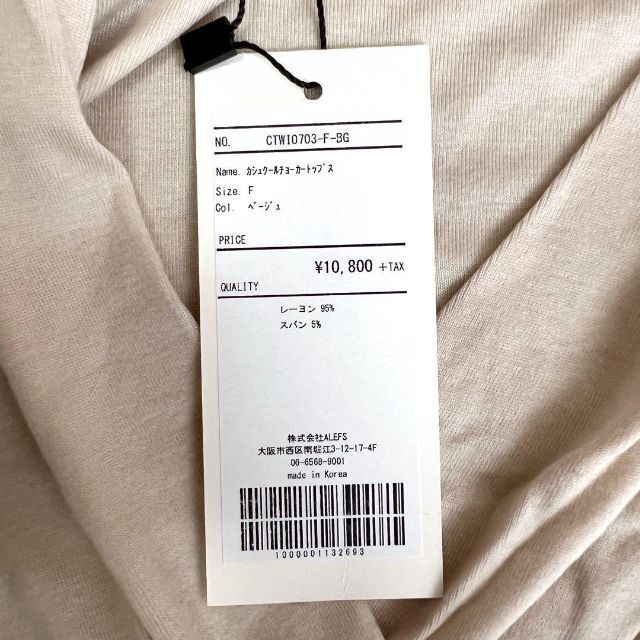 NO. CTW10703-F-BG
Name. カシュクールチョーカートップス
Size. F
Col. ベージュ
PRICE
¥10,800 +TAX
QUALITY
レーヨン 95%
スパン 5%
株式会社ALEFS
大阪市西区南堀江3-12-17-4F
06-6568-9001
made in Korea
1000001132693